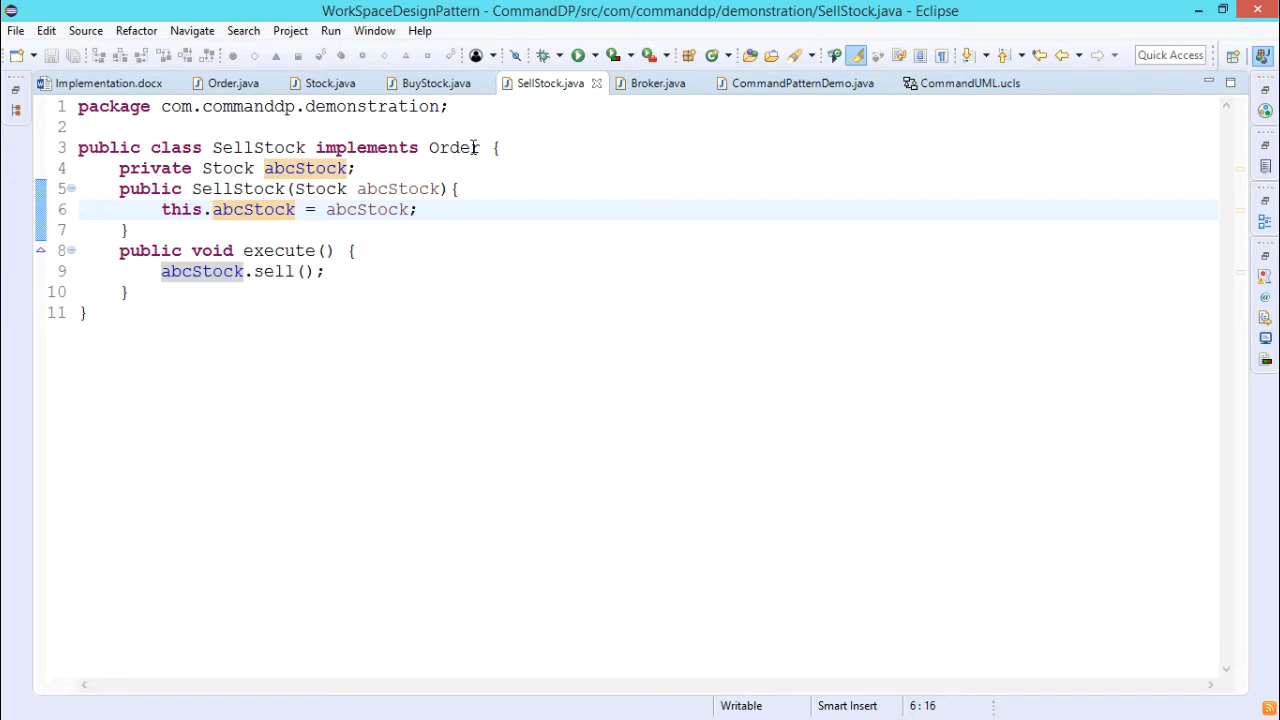 WorkSpaceDesignPattern - CommandDP/src/com/commanddp/demonstration/SellStock.java - Eclipse
File Edit Source Refactor Navigate Search Project Run Window Help
Quick Access
Implementation.docx Order.java Stock.java BuyStock.java SellStock.java Broker.java CommandPatternDemo.java CommandUML.ucls
1 package com.commanddp.demonstration;
2
3 public class SellStock implements Order {
4 private Stock abcStock;
5 public SellStock(Stock abcStock){
6 this.abcStock = abcStock;
7 }
8 public void execute() {
9 abcStock.sell();
10 }
11 }
Writable Smart Insert 6 : 16